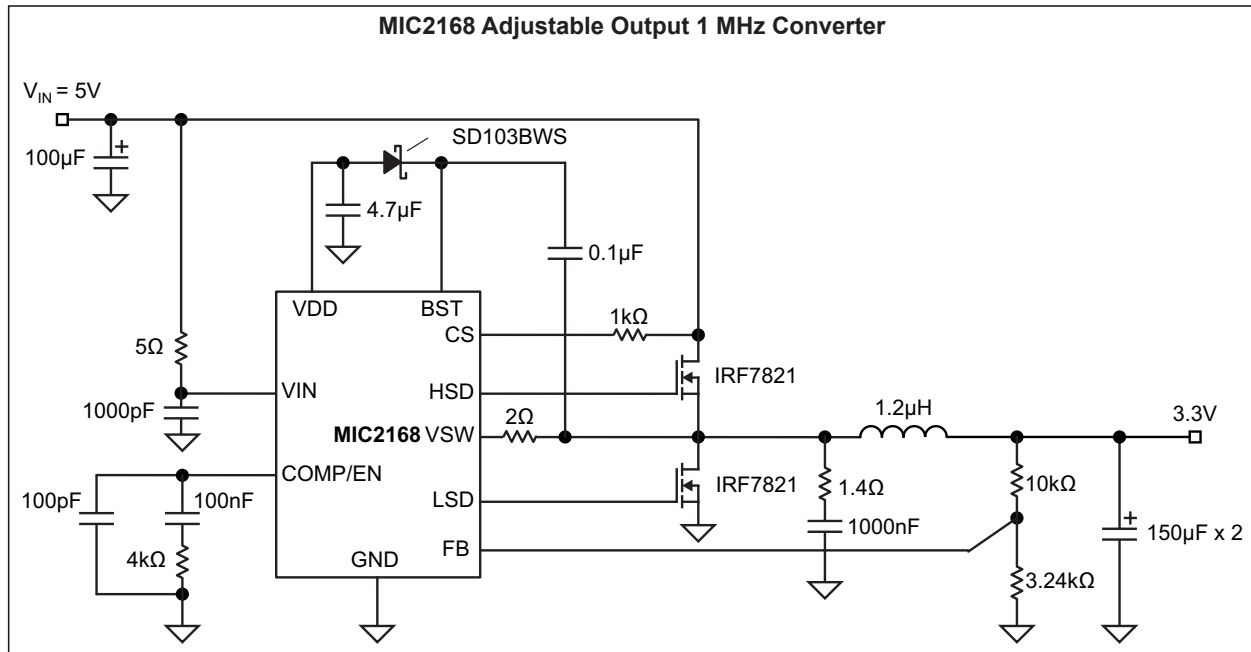 MIC2168 Adjustable Output 1 MHz Converter
VIN = 5V
100µF
+
SD103BWS
4.7µF
0.1µF
VDD
BST
CS
1kΩ
5Ω
IRF7821
VIN
HSD
1000pF
2Ω
1.2µH
3.3V
MIC2168
VSW
COMP/EN
100pF
100nF
LSD
IRF7821
1.4Ω
10kΩ
1000nF
+
150µF x 2
4kΩ
GND
FB
3.24kΩ